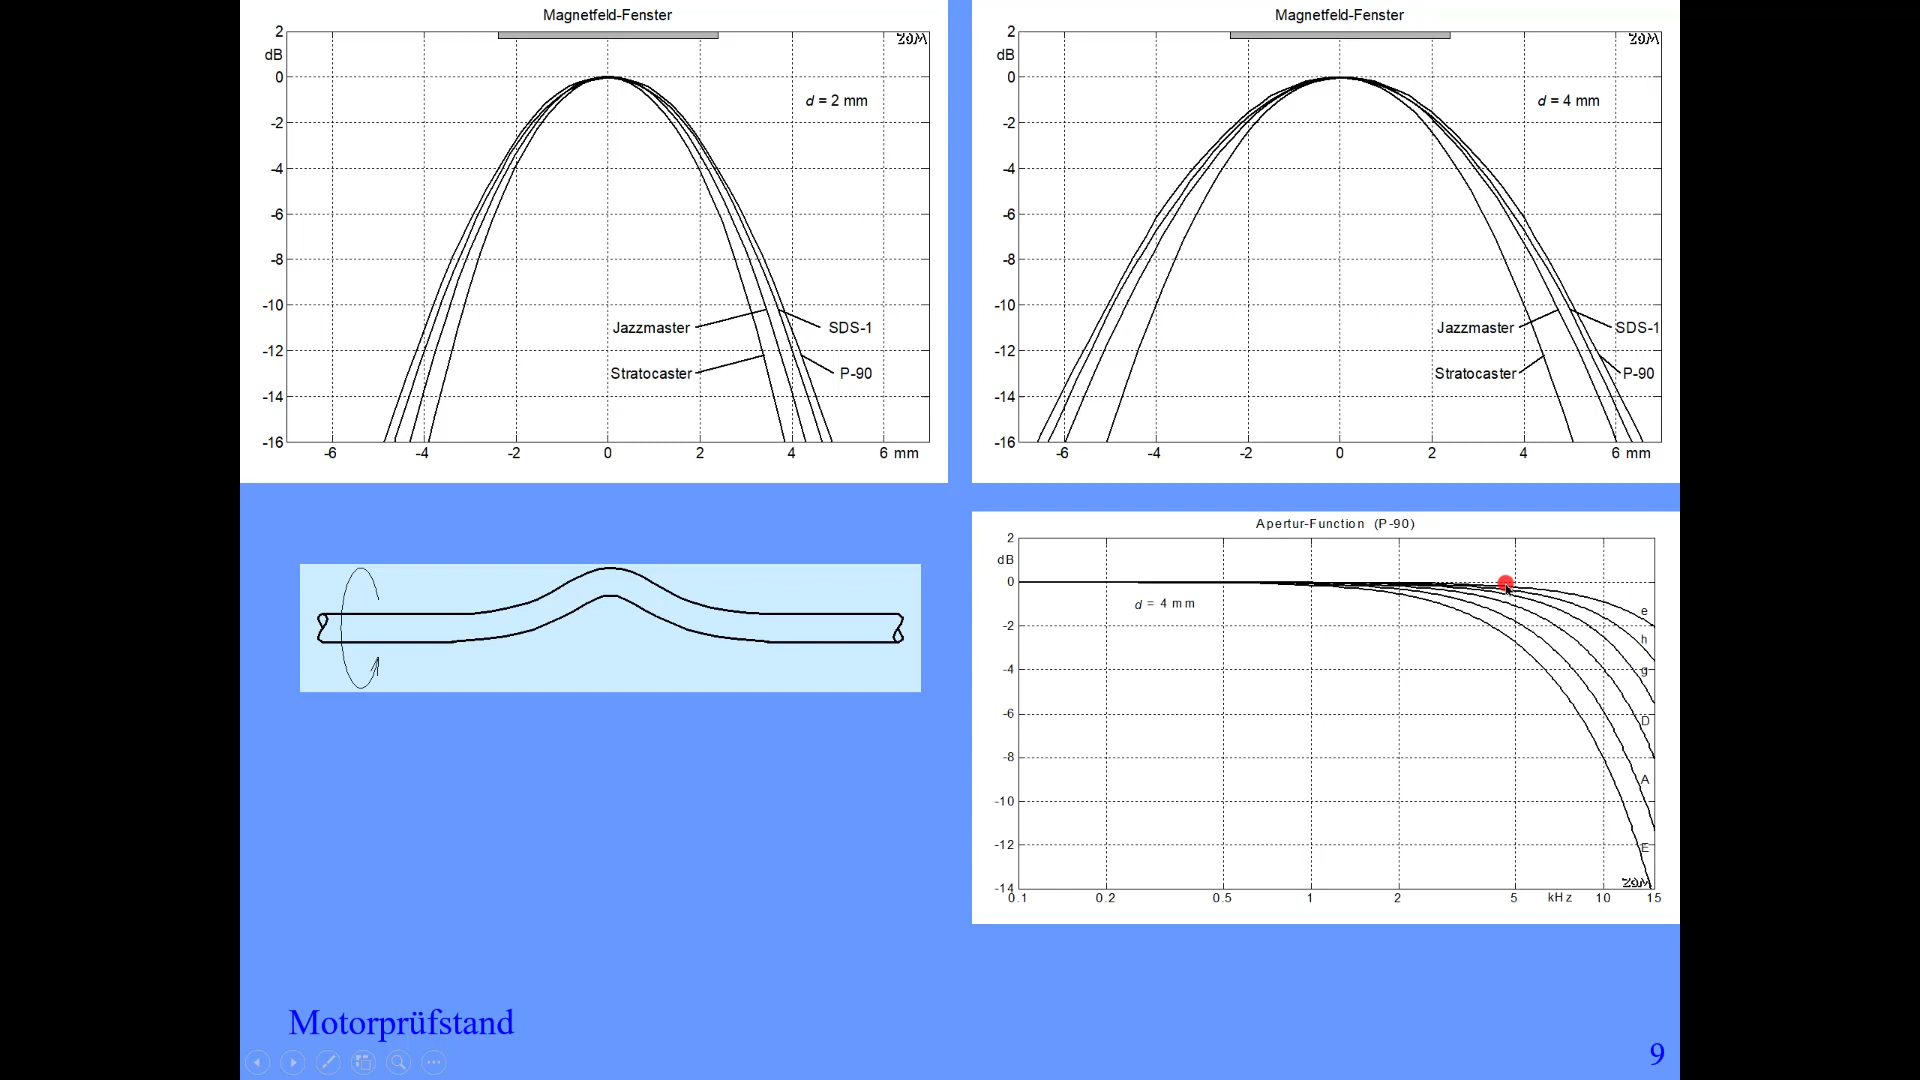 Magnetfeld-Fenster
2
dB
0
-2
-4
-6
-8
-10
-12
-14
-16
d = 2 mm
Jazzmaster
SDS-1
Stratocaster
P-90
-6 -4 -2 0 2 4 6 mm
Magnetfeld-Fenster
2
dB
0
-2
-4
-6
-8
-10
-12
-14
-16
d = 4 mm
Jazzmaster
SDS-1
Stratocaster
P-90
-6 -4 -2 0 2 4 6 mm
Apertur-Function (P-90)
2
dB
0
-2
-4
-6
-8
-10
-12
-14
d = 4 mm
e
h
g
D
A
E
0.1 0.2 0.5 1 2 5 kHz 10 15
Motorprüfstand
9